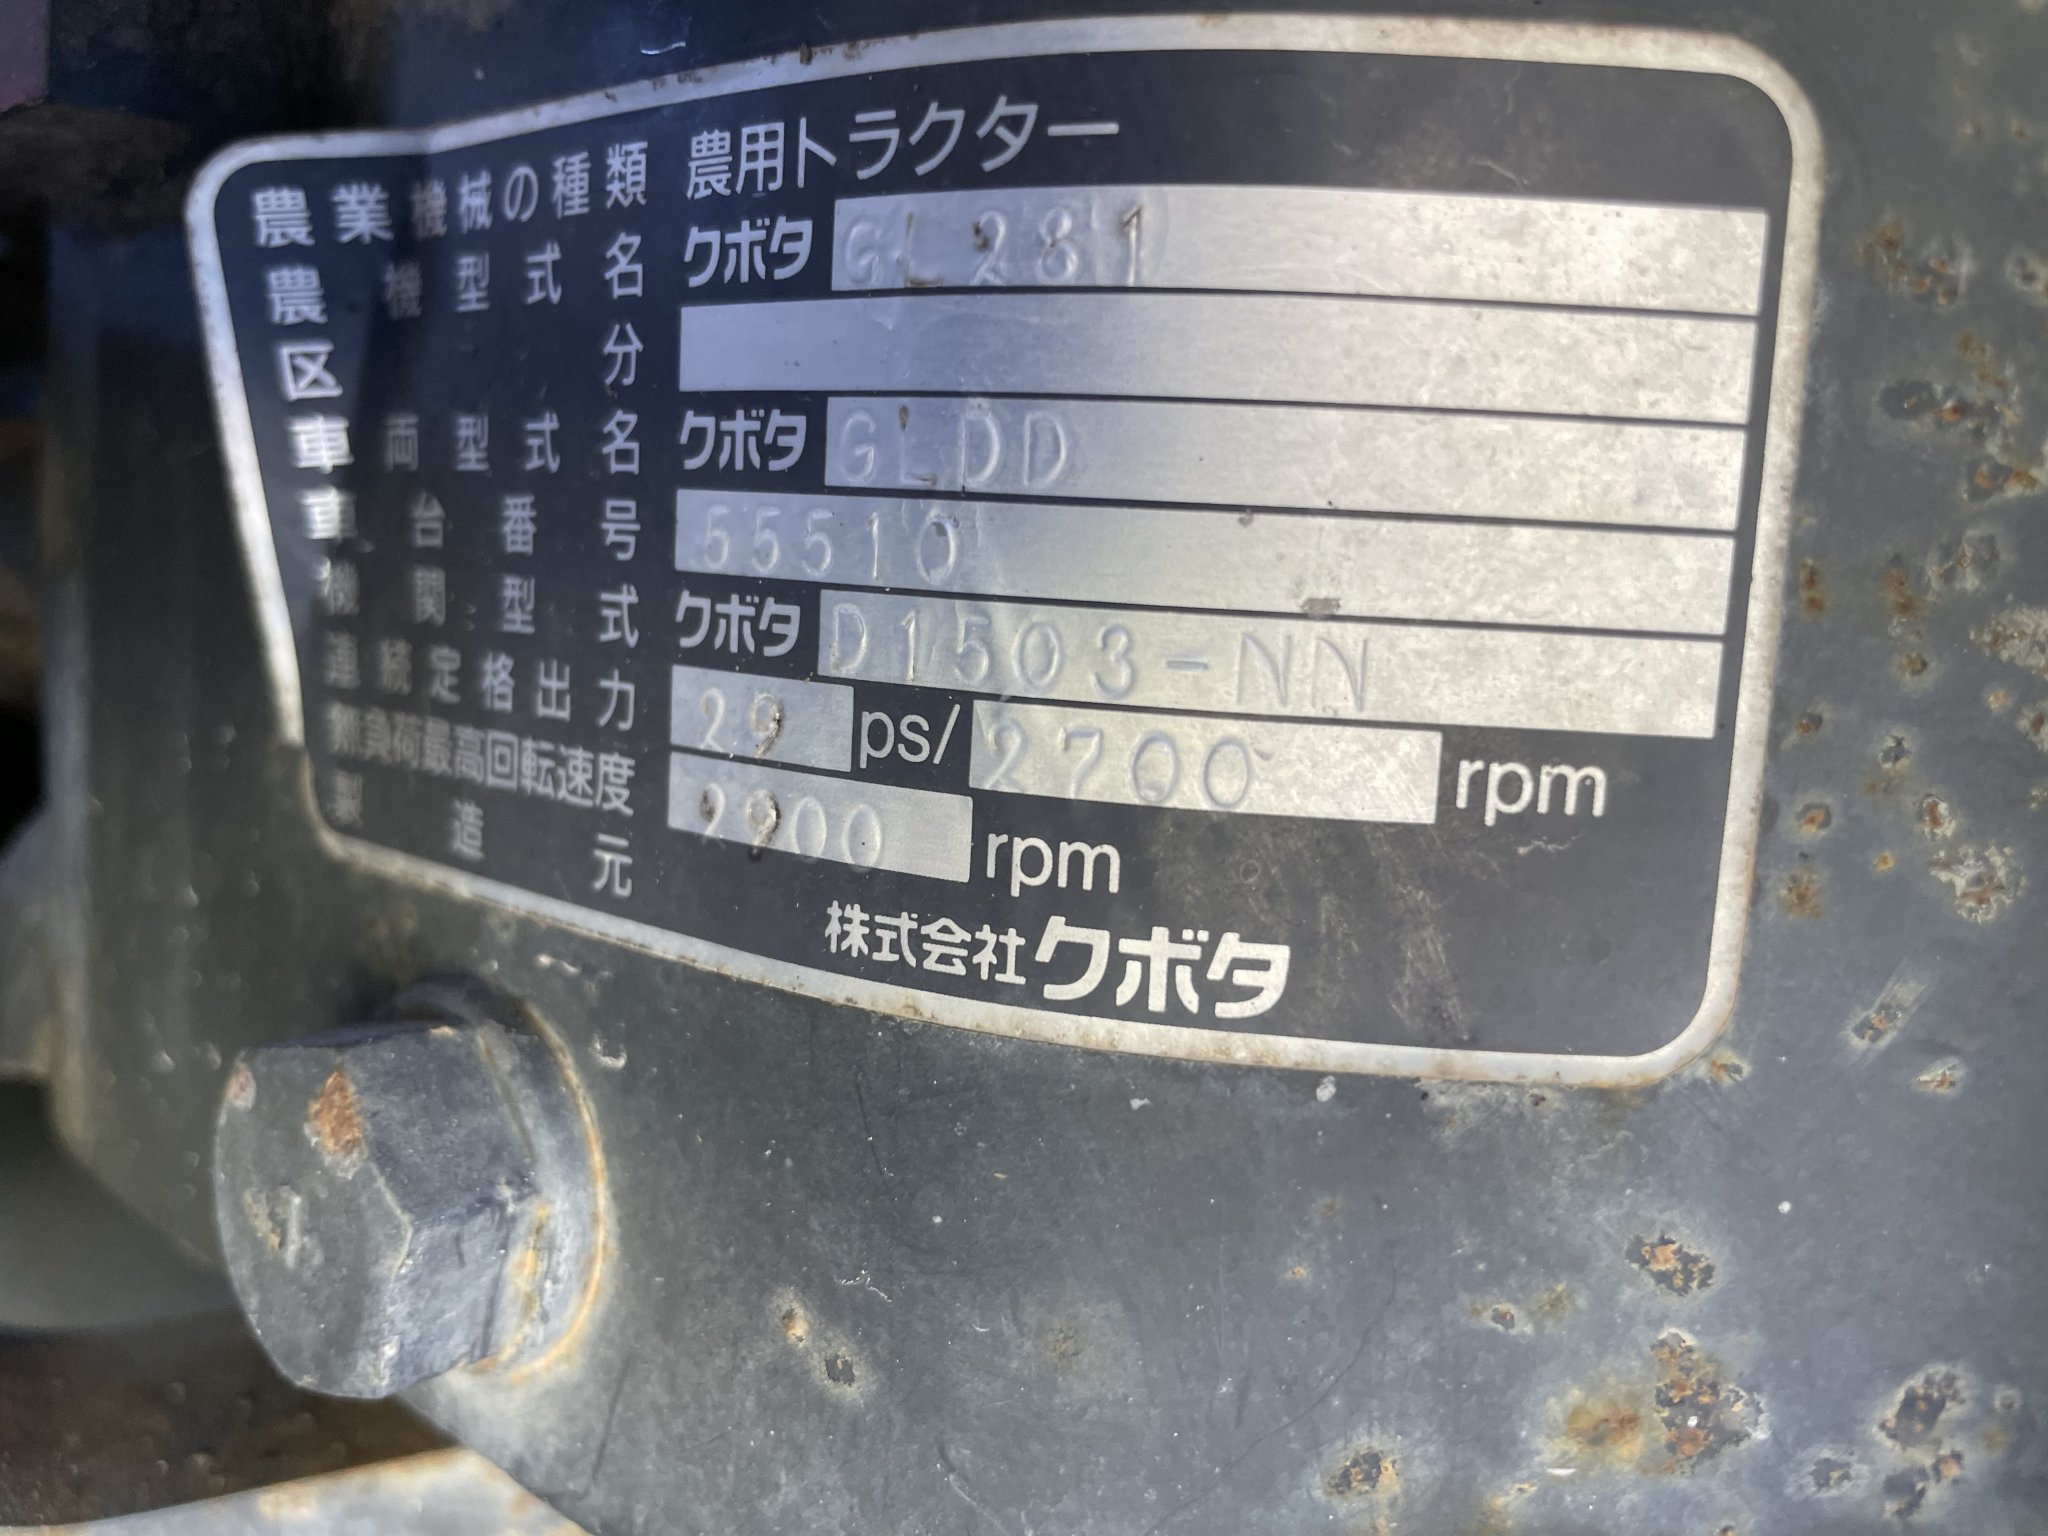 農業機械の種類 農用トラクター
農機型式名 クボタ GL281
区分
車両型式名 クボタ GLDD
車台番号 55510
機関型式 クボタ D1503-NN
連続定格出力 29 ps/ 2700 rpm
無負荷最高回転速度 2900 rpm
製造元
株式会社クボタ